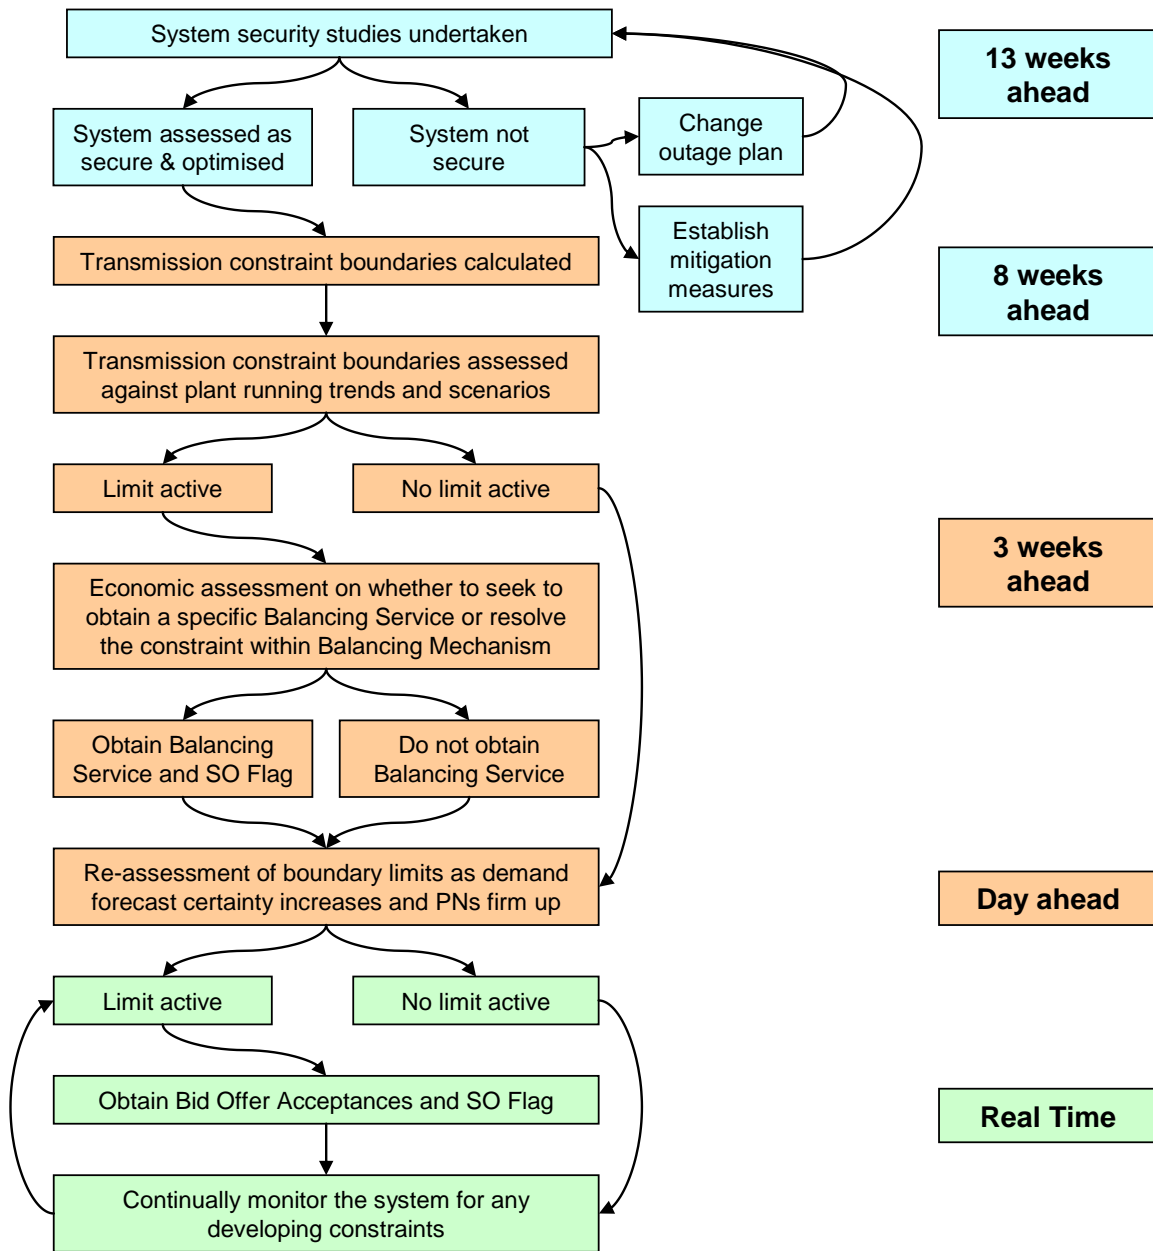 System security studies undertaken
13 weeks
ahead
System assessed as
secure & optimised
System not
secure
Change
outage plan
Establish
mitigation
measures
Transmission constraint boundaries calculated
8 weeks
ahead
Transmission constraint boundaries assessed
against plant running trends and scenarios
Limit active
No limit active
3 weeks
ahead
Economic assessment on whether to seek to
obtain a specific Balancing Service or resolve
the constraint within Balancing Mechanism
Obtain Balancing
Service and SO Flag
Do not obtain
Balancing Service
Re-assessment of boundary limits as demand
forecast certainty increases and PNs firm up
Day ahead
Limit active
No limit active
Obtain Bid Offer Acceptances and SO Flag
Real Time
Continually monitor the system for any
developing constraints